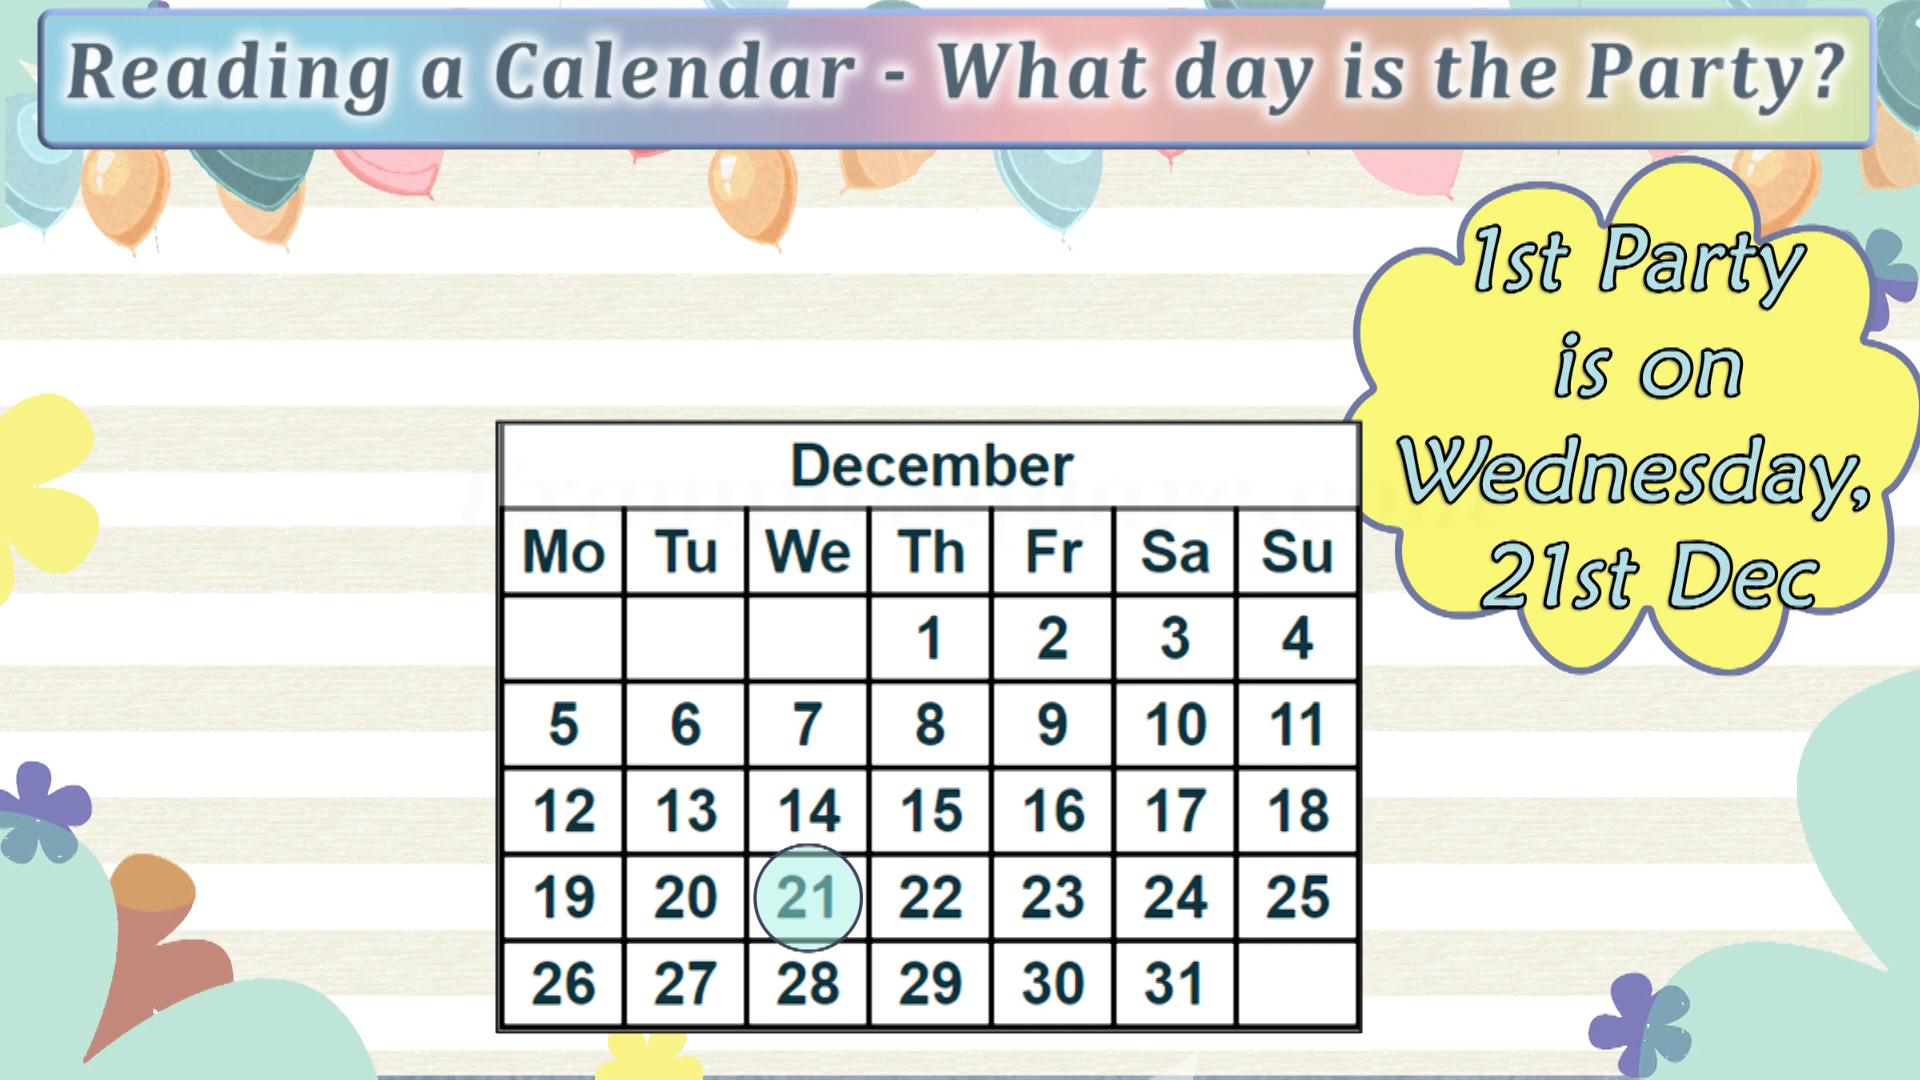 Reading a Calendar - What day is the Party?
1st Party
is on
Wednesday,
21st Dec
December
Mo Tu We Th Fr Sa Su
1 2 3 4
5 6 7 8 9 10 11
12 13 14 15 16 17 18
19 20 21 22 23 24 25
26 27 28 29 30 31